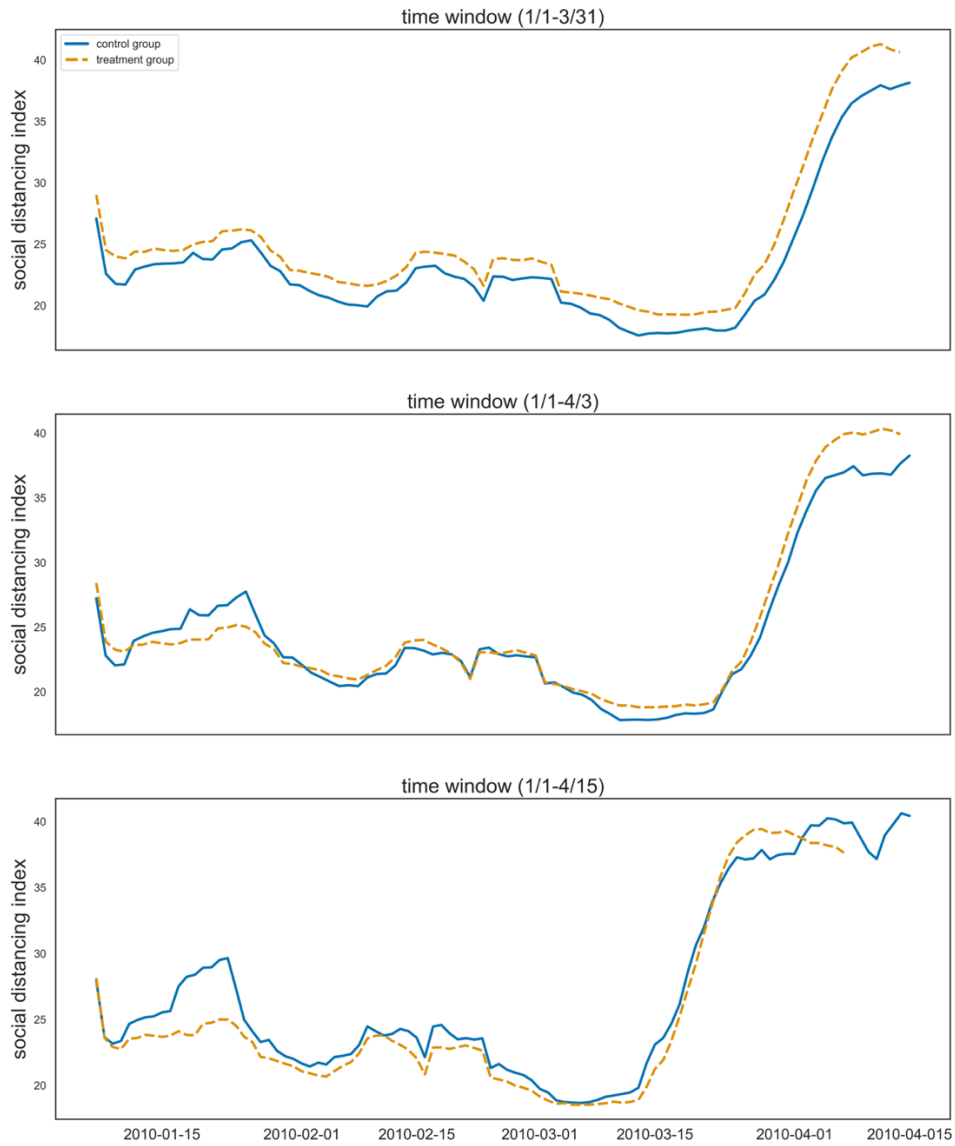 time window (1/1-3/31)
control group
treatment group
social distancing index
40
35
30
25
20
time window (1/1-4/3)
social distancing index
40
35
30
25
20
time window (1/1-4/15)
social distancing index
40
35
30
25
20
2010-01-15
2010-02-01
2010-02-15
2010-03-01
2010-03-15
2010-04-01
2010-04-015